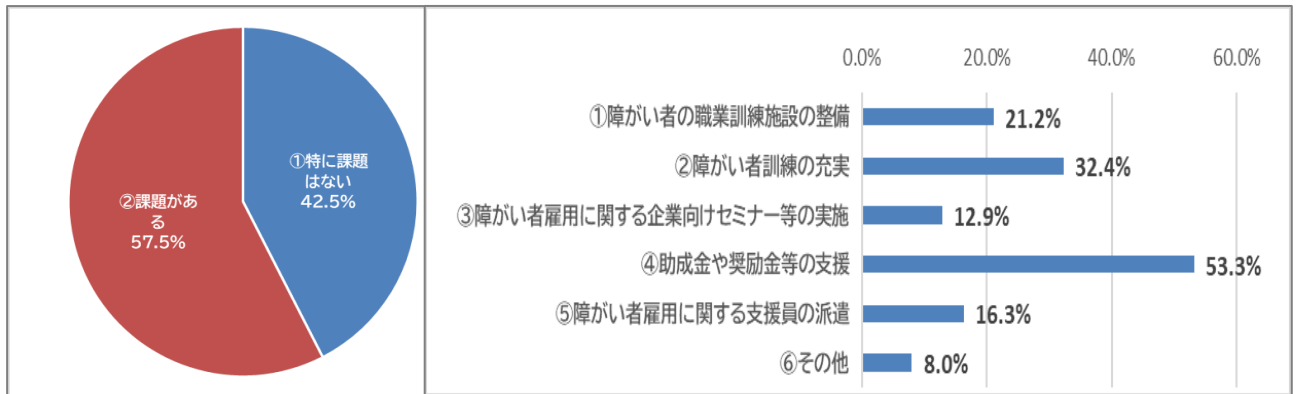 ①特に課題
はない
42.5%
②課題があ
る
57.5%
0.0% 20.0% 40.0% 60.0%
①障がい者の職業訓練施設の整備 21.2%
②障がい者訓練の充実 32.4%
③障がい者雇用に関する企業向けセミナー等の実施 12.9%
④助成金や奨励金等の支援 53.3%
⑤障がい者雇用に関する支援員の派遣 16.3%
⑥その他 8.0%